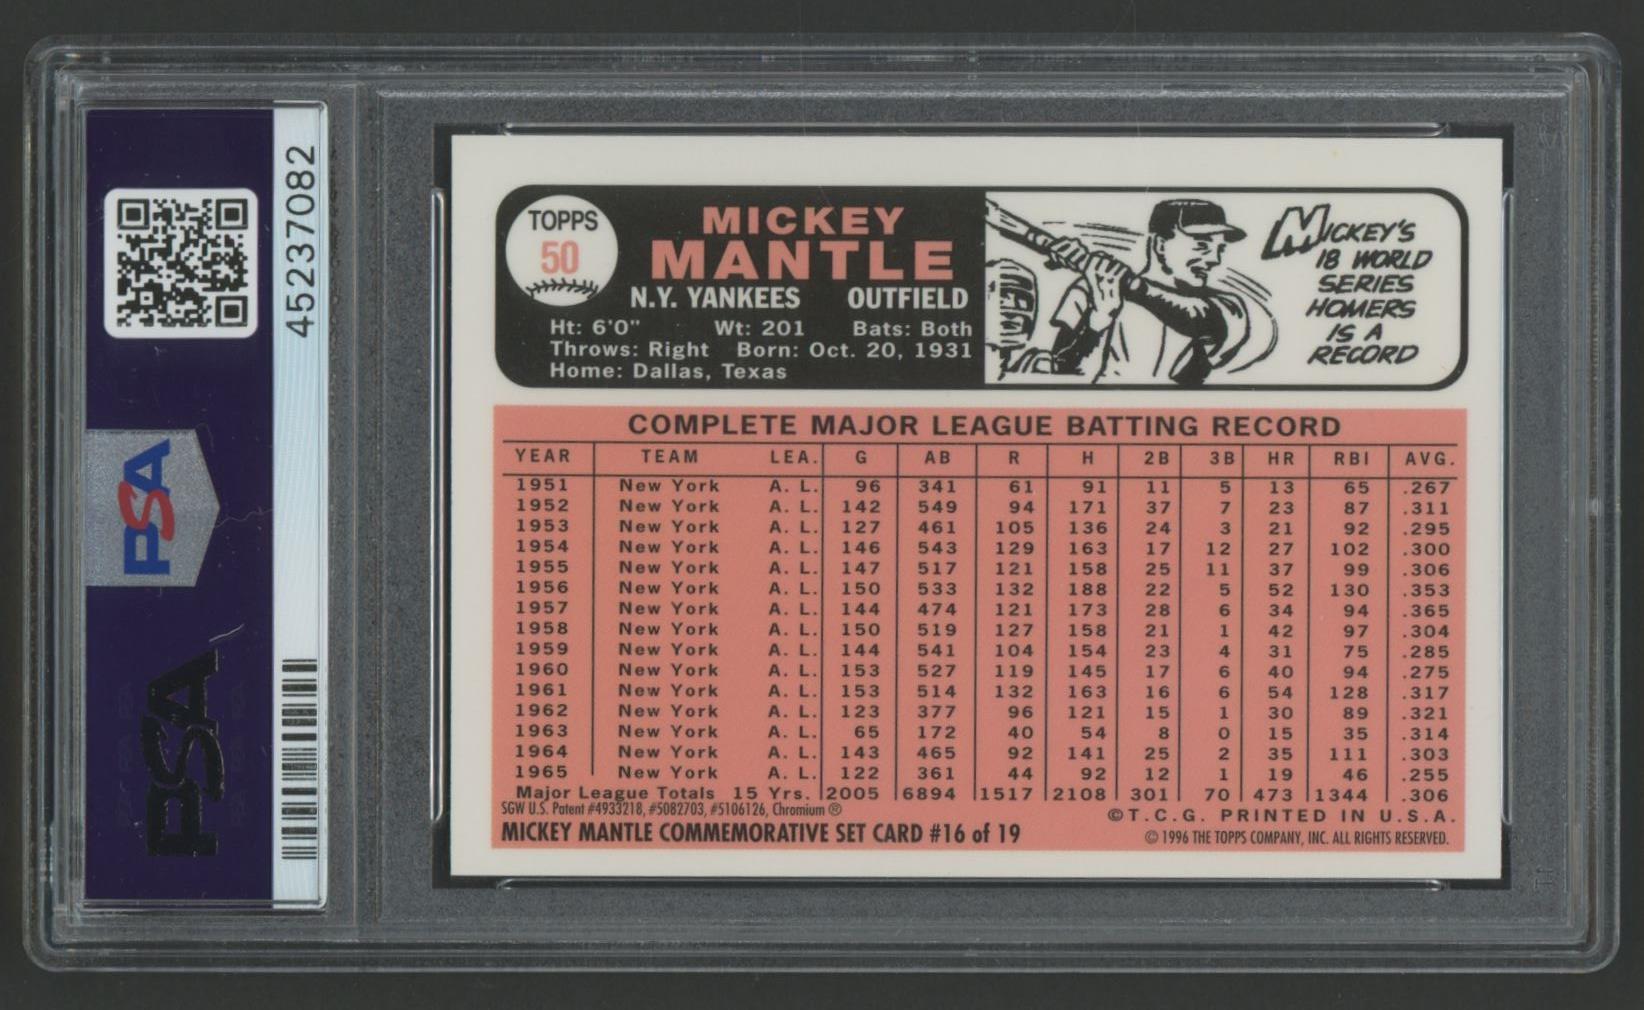 45237082
PSA
PSA
TOPPS
50
MICKEY
MANTLE
N.Y. YANKEES OUTFIELD
Ht: 6'0" Wt: 201 Bats: Both
Throws: Right Born: Oct. 20, 1931
Home: Dallas, Texas
MICKEY'S
18 WORLD
SERIES
HOMERS
IS A
RECORD
COMPLETE MAJOR LEAGUE BATTING RECORD
YEAR TEAM LEA. G AB R H 2B 3B HR RBI AVG.
1951 New York A. L. 96 341 61 91 11 5 13 65 .267
1952 New York A. L. 142 549 94 171 37 7 23 87 .311
1953 New York A. L. 127 461 105 136 24 3 21 92 .295
1954 New York A. L. 146 543 129 163 17 12 27 102 .300
1955 New York A. L. 147 517 121 158 25 11 37 99 .306
1956 New York A. L. 150 533 132 188 22 5 52 130 .353
1957 New York A. L. 144 474 121 173 28 6 34 94 .365
1958 New York A. L. 150 519 127 158 21 1 42 97 .304
1959 New York A. L. 144 541 104 154 23 4 31 75 .285
1960 New York A. L. 153 527 119 145 17 6 40 94 .275
1961 New York A. L. 153 514 132 163 16 6 54 128 .317
1962 New York A. L. 123 377 96 121 15 1 30 89 .321
1963 New York A. L. 65 172 40 54 8 0 15 35 .314
1964 New York A. L. 143 465 92 141 25 2 35 111 .303
1965 New York A. L. 122 361 44 92 12 1 19 46 .255
Major League Totals 15 Yrs. 2005 6894 1517 2108 301 70 473 1344 .306
SGW U.S. Patent #4933218, #5082703, #5106126, Chromium ®
©T.C.G. PRINTED IN U.S.A.
MICKEY MANTLE COMMEMORATIVE SET CARD #16 of 19
© 1996 THE TOPPS COMPANY, INC. ALL RIGHTS RESERVED.